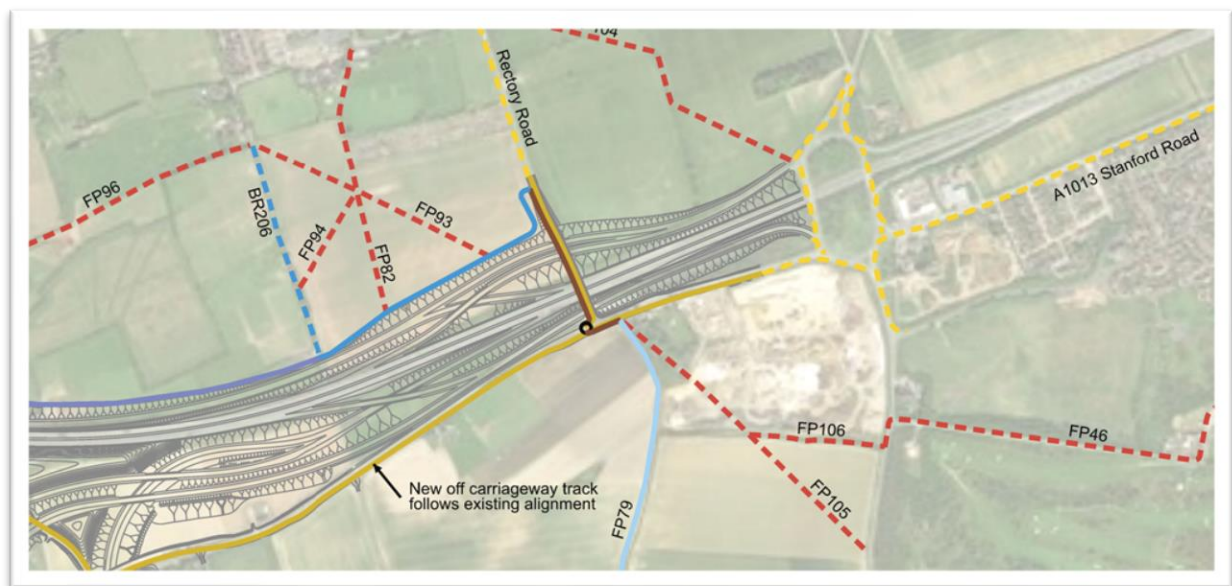 104
Rectory Road
A1013 Stanford Road
FP96
BR206
FP93
FP94
FP82
FP106
FP46
FP105
New off carriageway track
follows existing alignment
FP79